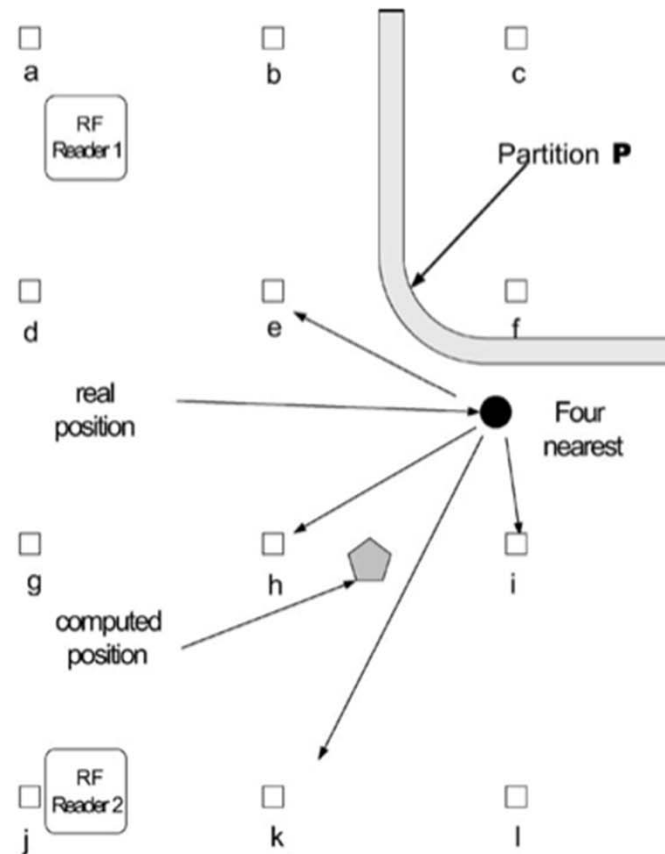 a
b
c
RF
Reader 1
Partition P
d
e
f
real
position
Four
nearest
g
h
i
computed
position
RF
Reader 2
j
k
l